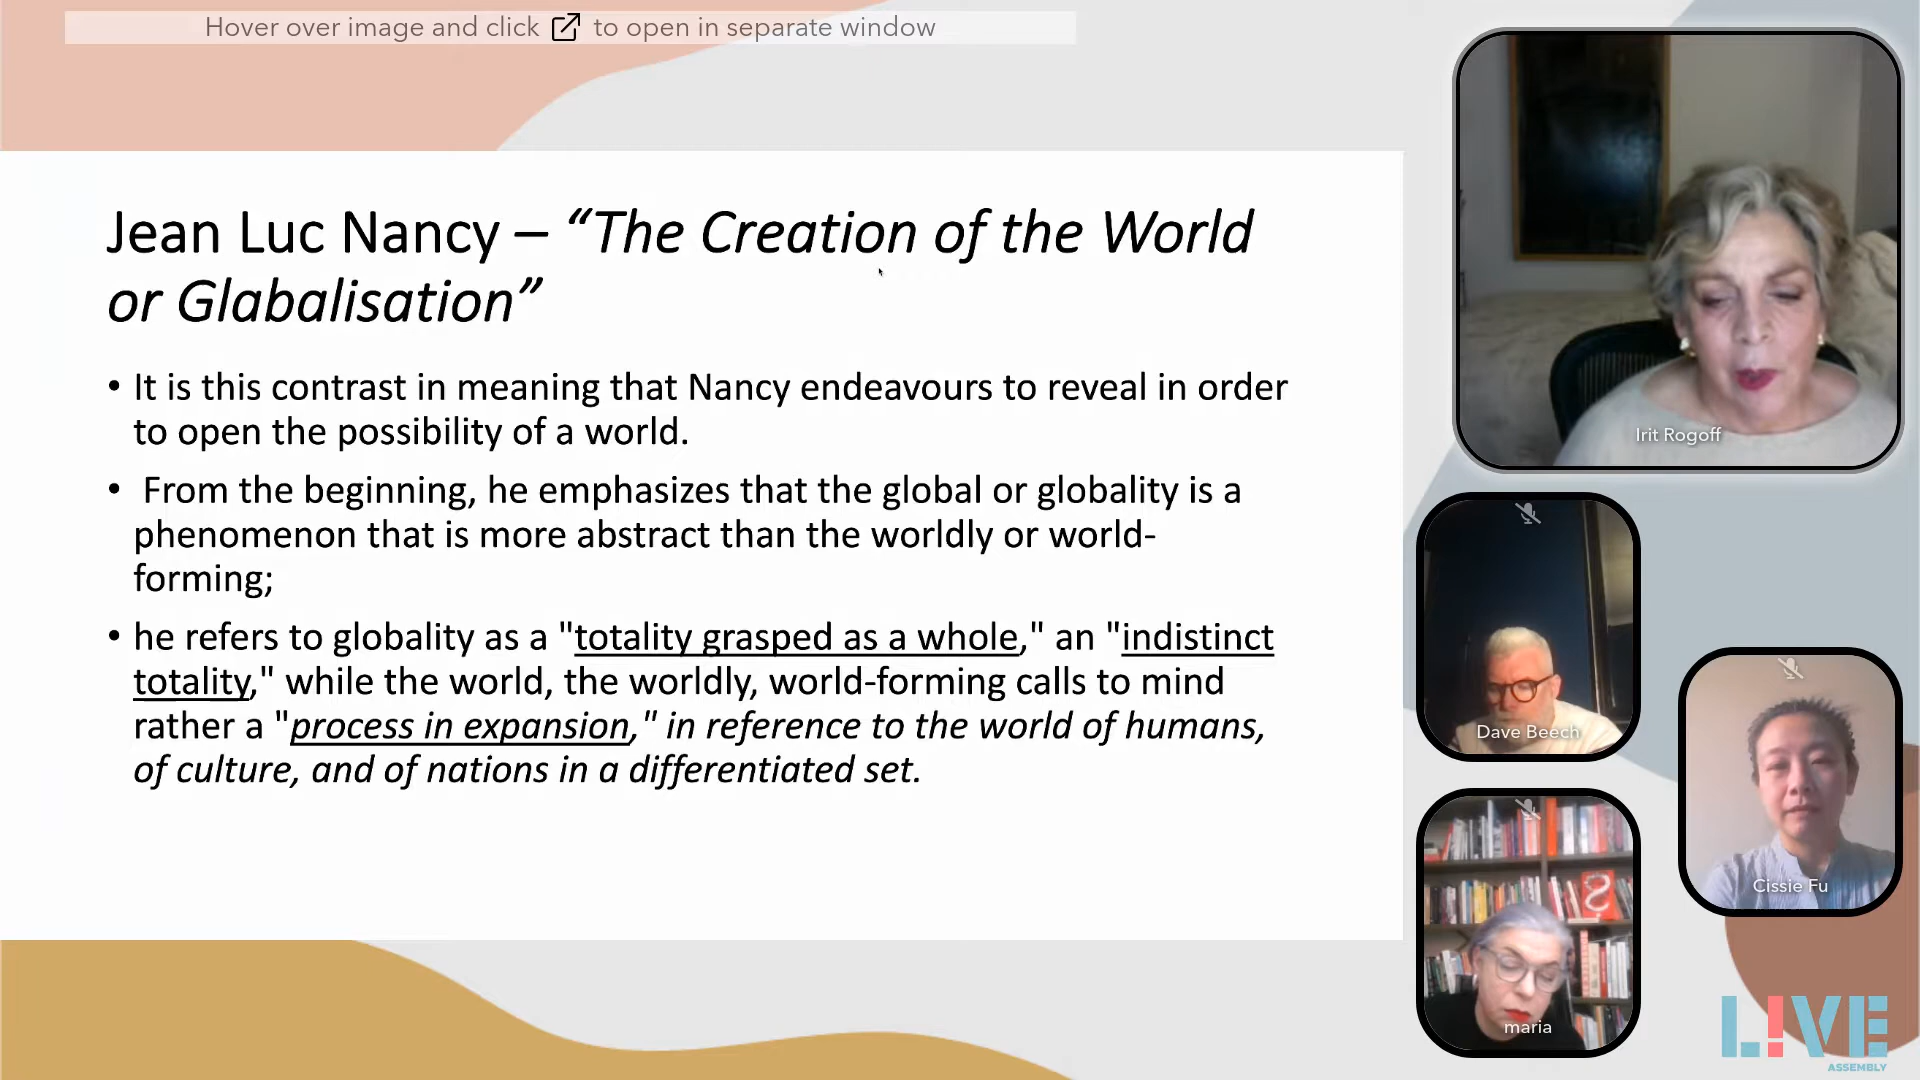 Hover over image and click to open in separate window
Jean Luc Nancy – “The Creation of the World
or Glabalisation”
• It is this contrast in meaning that Nancy endeavours to reveal in order
to open the possibility of a world.
• From the beginning, he emphasizes that the global or globality is a
phenomenon that is more abstract than the worldly or world-
forming;
• he refers to globality as a "totality grasped as a whole," an "indistinct
totality," while the world, the worldly, world-forming calls to mind
rather a "process in expansion," in reference to the world of humans,
of culture, and of nations in a differentiated set.
Irit Rogoff
Dave Beech
Cissie Fu
maria
L!VE
ASSEMBLY